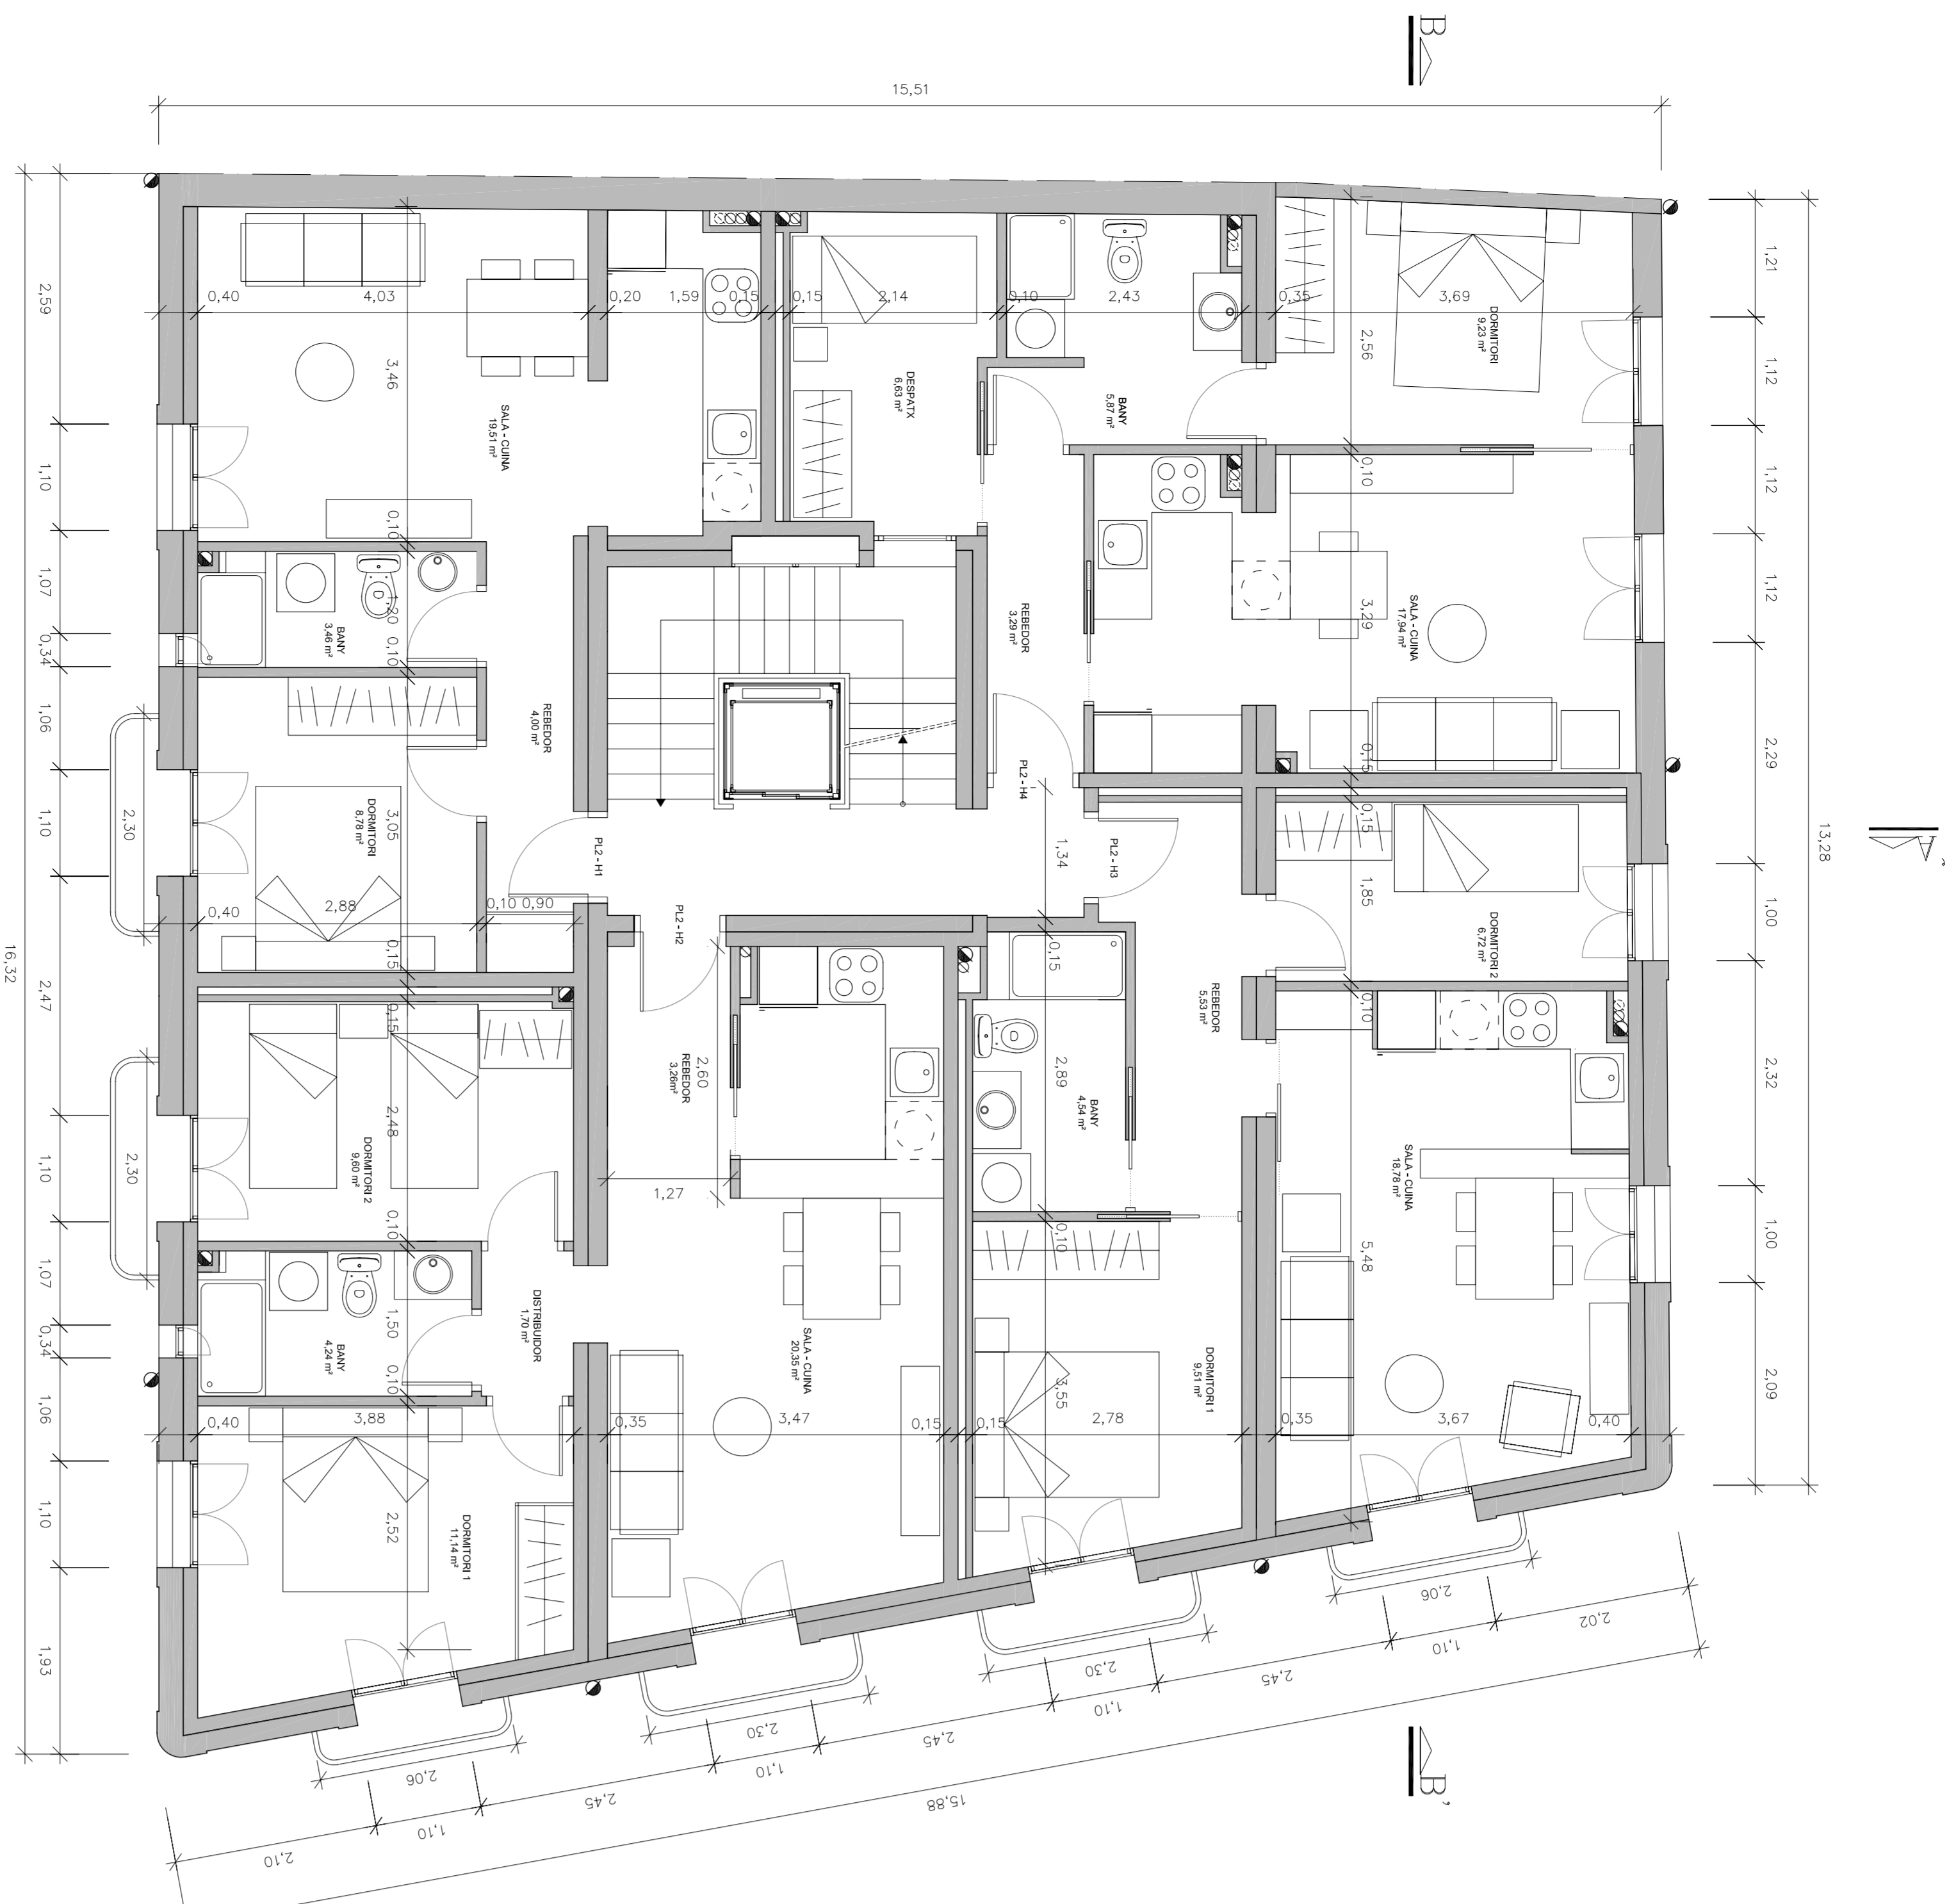 B
15,51
16,32
2,59
1,10
1,07
0,34
1,06
1,10
2,47
1,10
1,07
0,34
1,06
1,10
1,93
2,30
2,30
13,28
1,21
1,12
1,12
1,12
2,29
1,00
2,32
1,00
2,09
A'
0,40
4,03
0,20
1,59
0,15
0,15
2,14
0,10
2,43
0,35
3,69
SALA - CUINA
19,51 m²
DESPATX
6,63 m²
BANY
5,87 m²
DORMITORI
9,23 m²
3,46
0,10
1,20
0,10
3,05
0,15
2,56
0,10
3,29
0,15
BANY
3,46 m²
REBEDOR
4,00 m²
REBEDOR
3,29 m²
SALA - CUINA
17,94 m²
DORMITORI
8,78 m²
PL2 - H1
PL2 - H2
PL2 - H3
PL2 - H4
1,34
0,15
1,85
0,10
0,40
2,88
0,10
0,90
DORMITORI 2
6,72 m²
REBEDOR
5,53 m²
0,15
2,48
0,10
1,50
0,10
2,52
DORMITORI 2
9,60 m²
2,60
REBEDOR
3,26m²
1,27
0,15
2,89
0,10
3,55
BANY
4,54 m²
SALA - CUINA
18,78 m²
5,48
BANY
4,24 m²
DISTRIBUIDOR
1,70 m²
SALA - CUINA
20,35 m²
DORMITORI 1
9,51 m²
0,40
3,88
0,35
3,47
0,15
0,15
2,78
0,35
3,67
0,40
DORMITORI 1
11,14 m²
2,06
2,30
2,30
2,06
2,10
1,10
2,45
1,10
2,45
1,10
2,45
1,10
2,02
15,88
B'